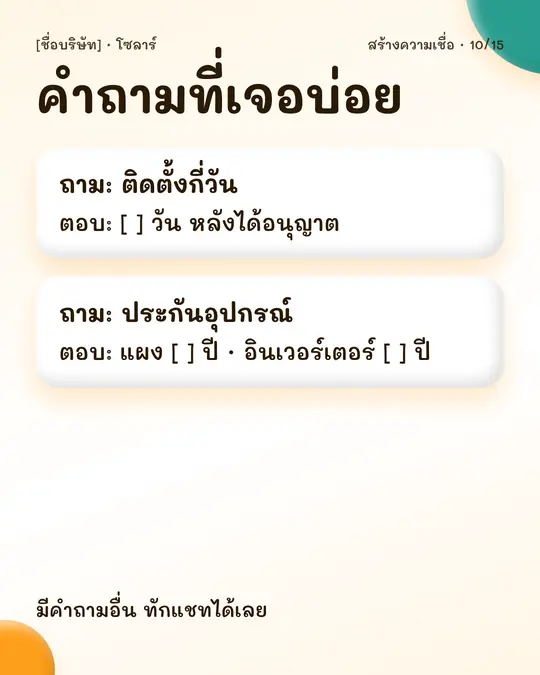 [ชื่อบริษัท] · โซลาร์
สร้างความเชื่อ · 10/15
คำถามที่เจอบ่อย
ถาม: ติดตั้งกี่วัน
ตอบ: [ ] วัน หลังได้อนุญาต
ถาม: ประกันอุปกรณ์
ตอบ: แผง [ ] ปี · อินเวอร์เตอร์ [ ] ปี
มีคำถามอื่น ทักแชทได้เลย